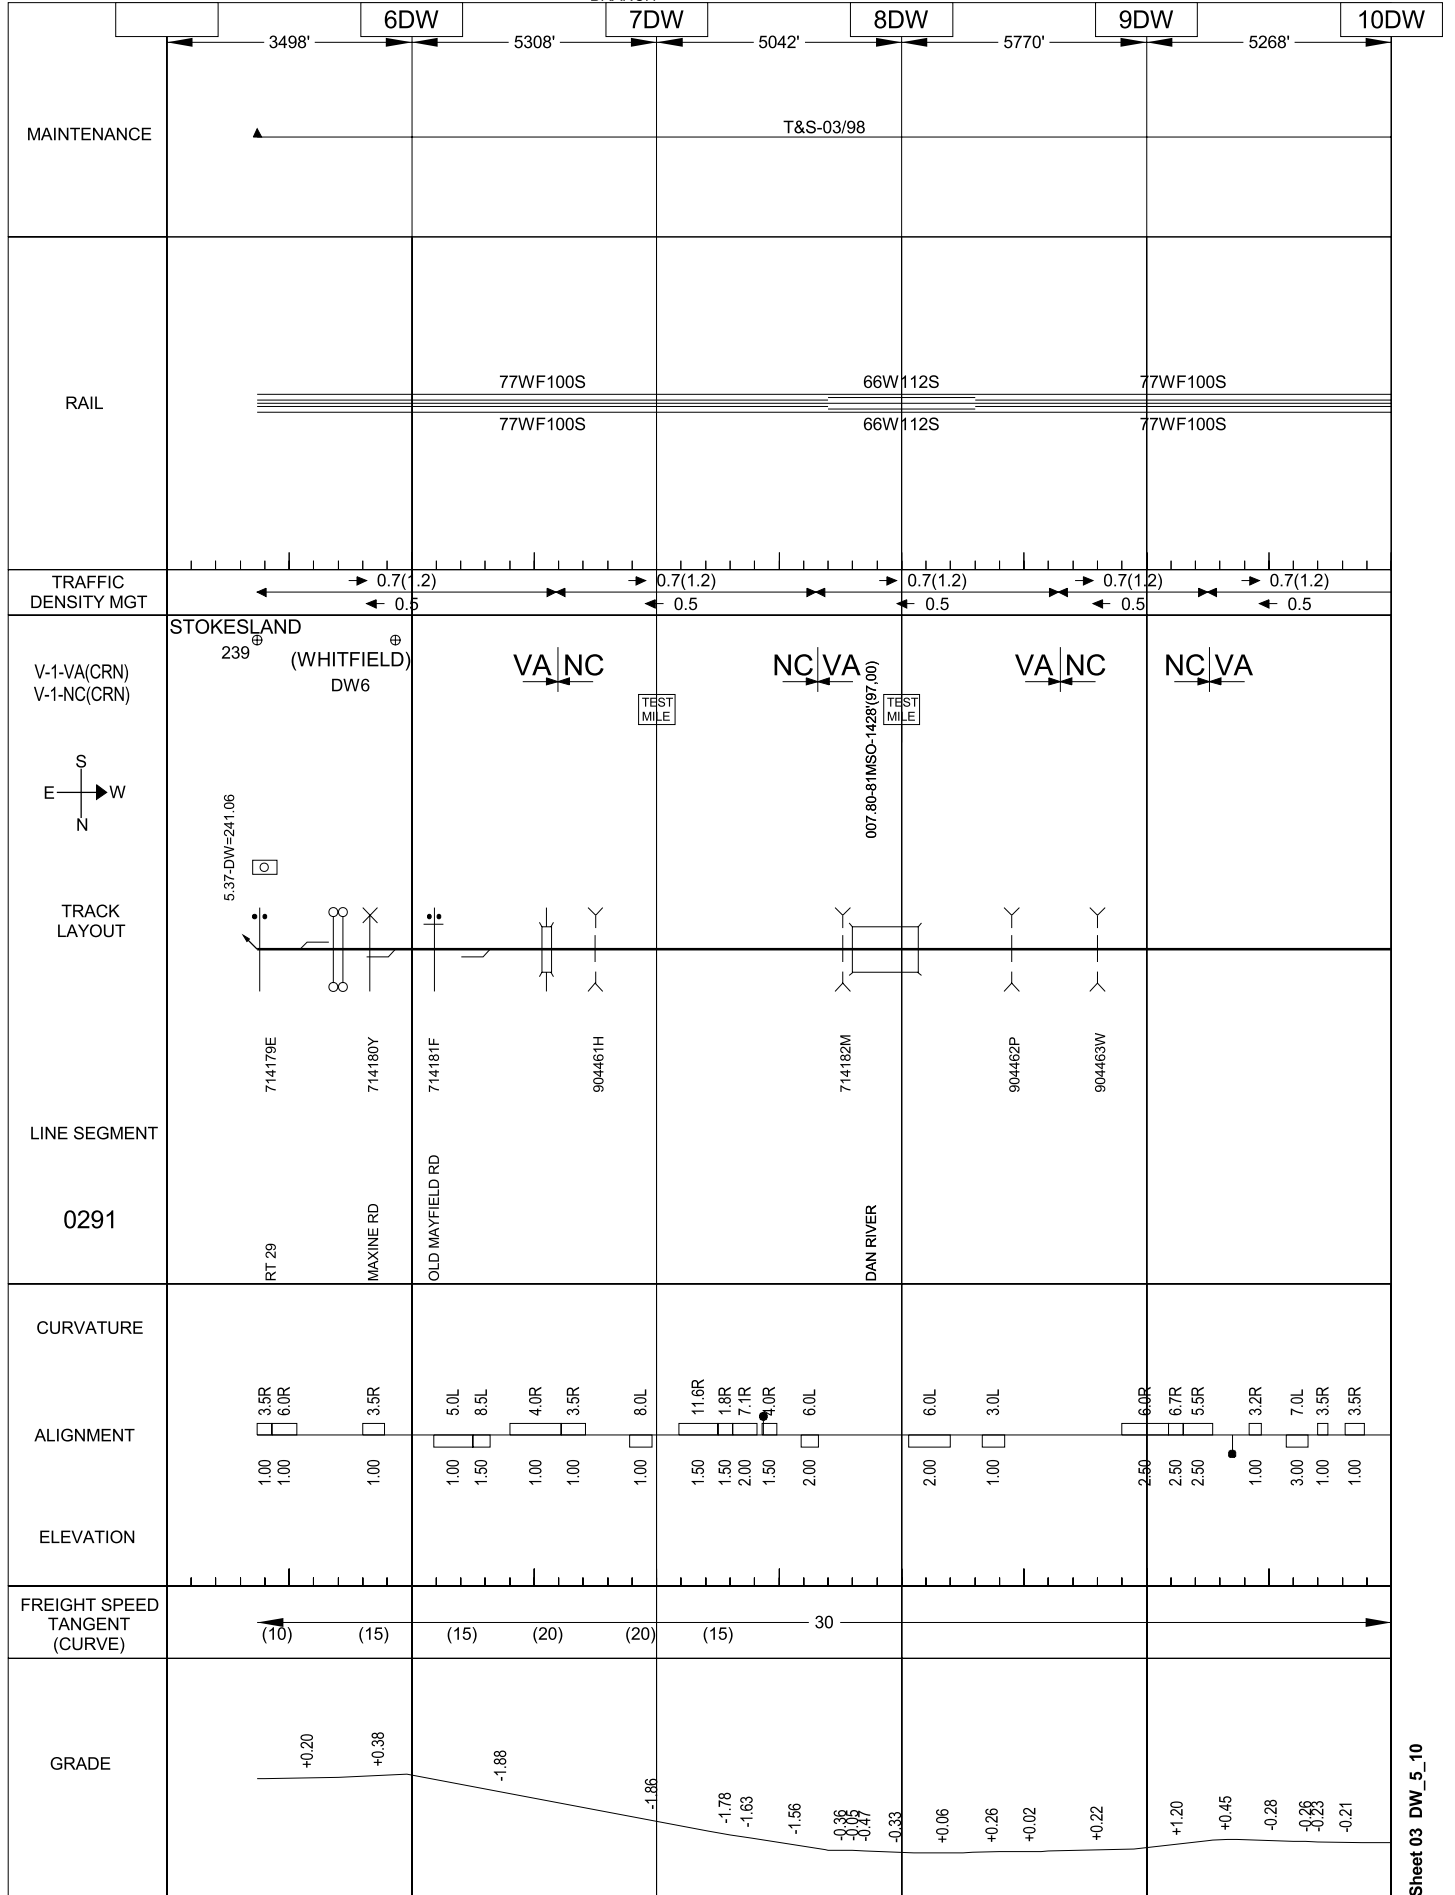 6DW 7DW 8DW 9DW 10DW
3498' 5308' 5042' 5770' 5268'
MAINTENANCE
T&S-03/98
RAIL
77WF100S 66W112S 77WF100S
77WF100S 66W112S 77WF100S
TRAFFIC
DENSITY MGT
0.7(1.2) 0.7(1.2) 0.7(1.2) 0.7(1.2) 0.7(1.2)
0.5 0.5 0.5 0.5 0.5
STOKESLAND
239
(WHITFIELD)
DW6
VA NC NC VA VA NC NC VA
V-1-VA(CRN)
V-1-NC(CRN)
TEST
MILE
TEST
MILE
007.80-81MSO-1428'(97,00)
S
E W
N
5.37-DW=241.06
TRACK
LAYOUT
714179E
714180Y
714181F
904461H
714182M
904462P
904463W
LINE SEGMENT
0291
RT 29
MAXINE RD
OLD MAYFIELD RD
DAN RIVER
CURVATURE
3.5R 6.0R 3.5R 5.0L 8.5L 4.0R 3.5R 8.0L 11.6R 1.8R 7.1R 4.0R 6.0L 6.0L 3.0L 6.0R 6.7R 5.5R 3.2R 7.0L 3.5R 3.5R
ALIGNMENT
1.00 1.00 1.00 1.00 1.50 1.00 1.00 1.00 1.50 1.50 2.00 1.50 2.00 2.00 1.00 2.50 2.50 2.50 1.00 3.00 1.00 1.00
ELEVATION
FREIGHT SPEED
TANGENT
(CURVE)
30
(10) (15) (15) (20) (20) (15)
GRADE
+0.20 +0.38 -1.88 -1.86 -1.78 -1.63 -1.56 -0.36 -0.05 -0.47 -0.33 +0.06 +0.26 +0.02 +0.22 +1.20 +0.45 -0.28 -0.26 -0.23 -0.21
Sheet 03 DW_5_10